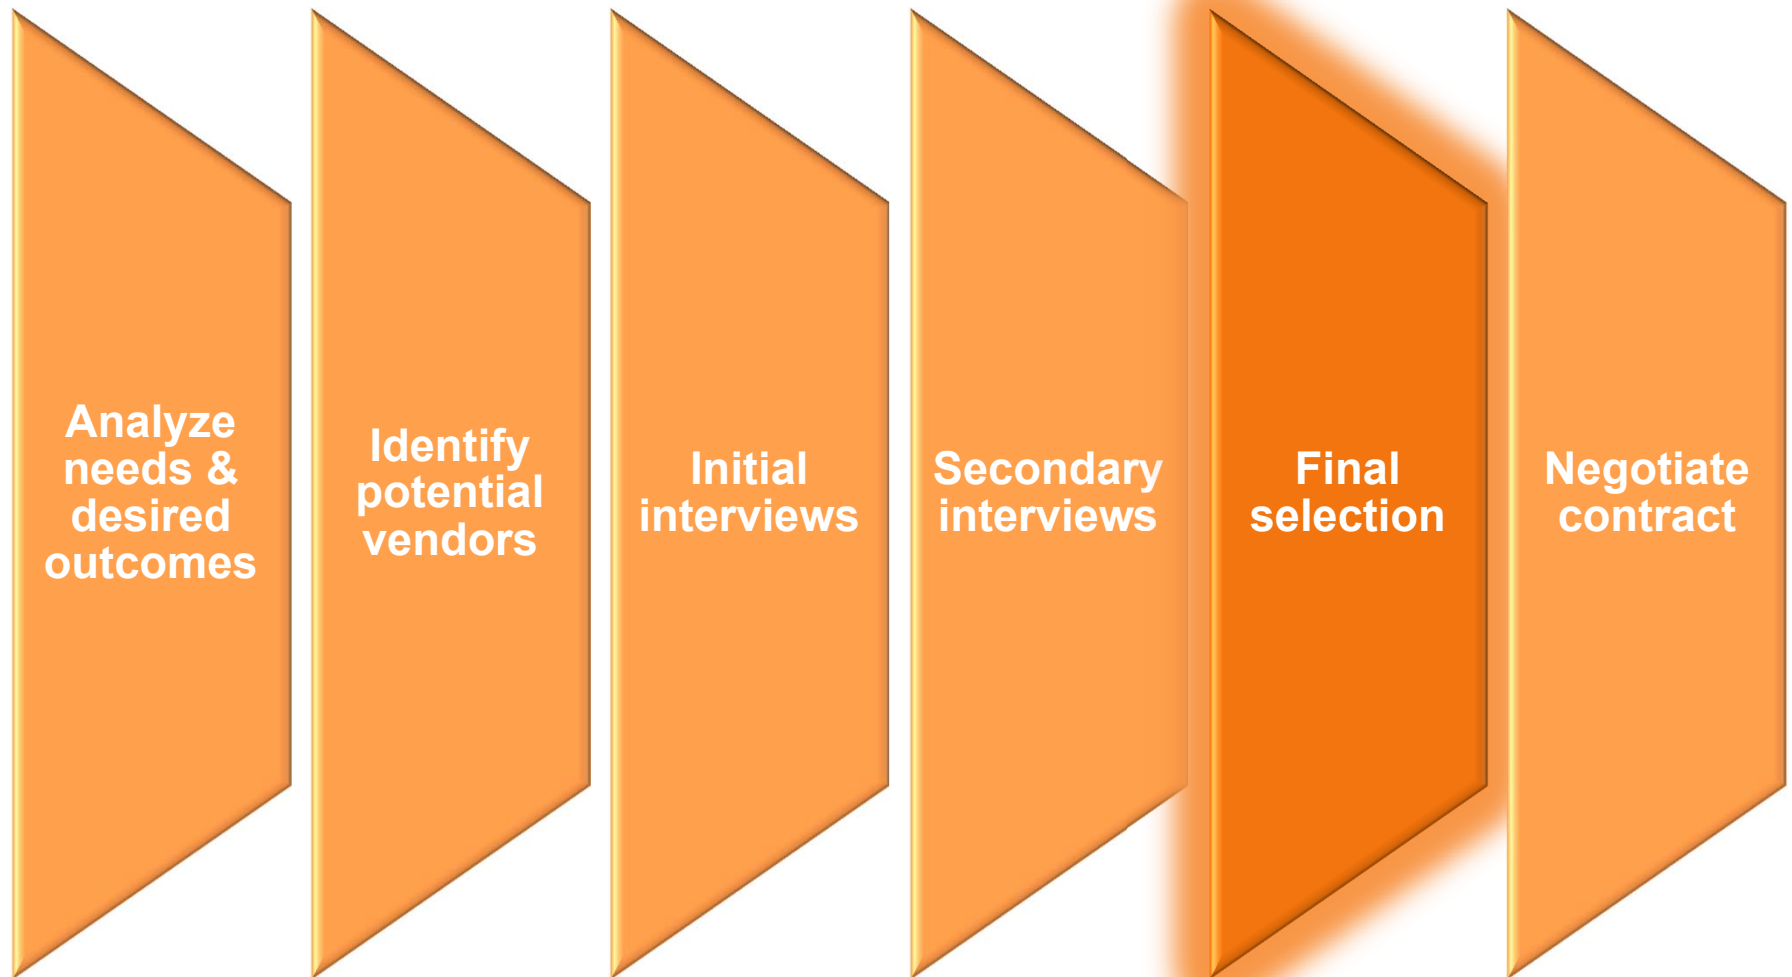 Analyze
needs &
desired
outcomes
Identify
potential
vendors
Initial
interviews
Secondary
interviews
Final
selection
Negotiate
contract